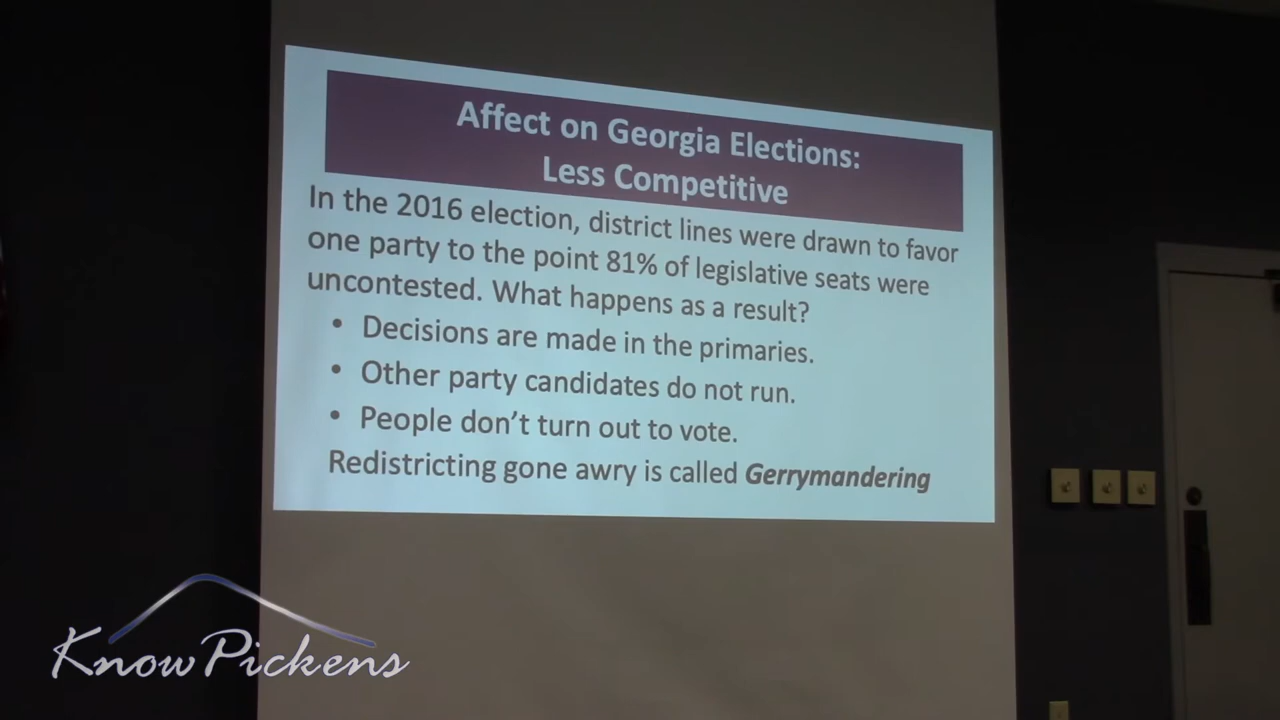 Affect on Georgia Elections:
Less Competitive
In the 2016 election, district lines were drawn to favor
one party to the point 81% of legislative seats were
uncontested. What happens as a result?
• Decisions are made in the primaries.
• Other party candidates do not run.
• People don't turn out to vote.
Redistricting gone awry is called Gerrymandering
KnowPickens